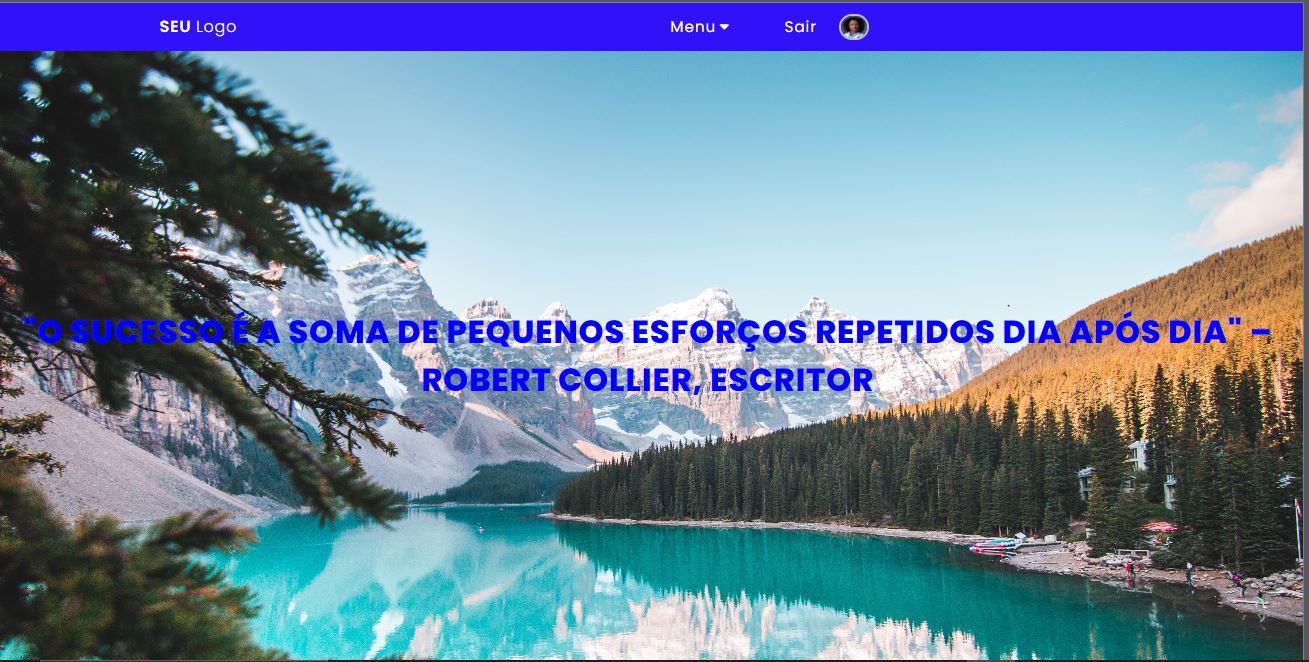 SEU Logo
Menu
Sair
"O SUCESSO É A SOMA DE PEQUENOS ESFORÇOS REPETIDOS DIA APÓS DIA" –
ROBERT COLLIER, ESCRITOR